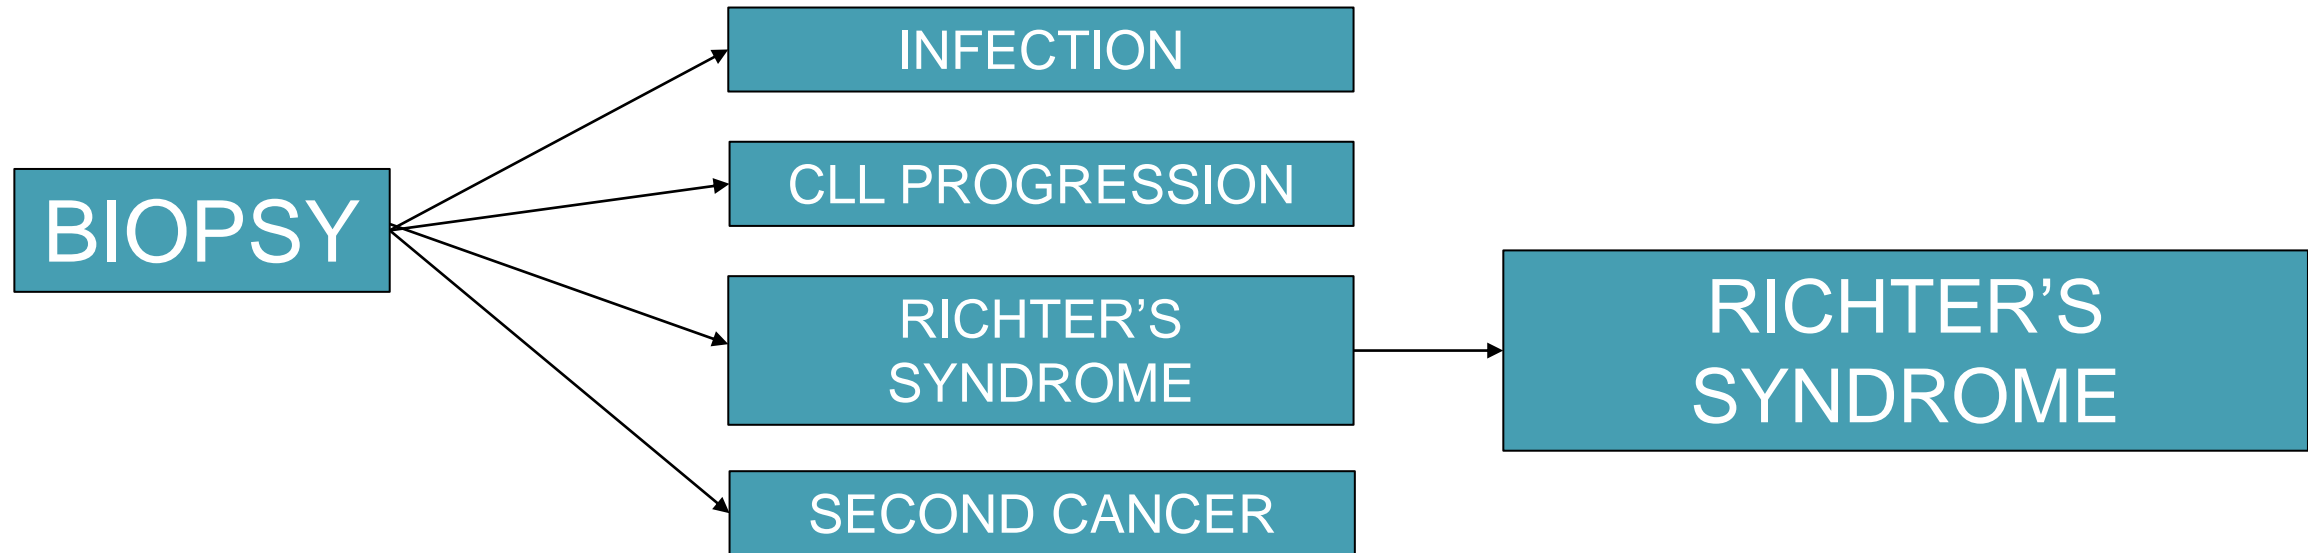 BIOPSY
INFECTION
CLL PROGRESSION
RICHTER’S
SYNDROME
SECOND CANCER
RICHTER’S
SYNDROME